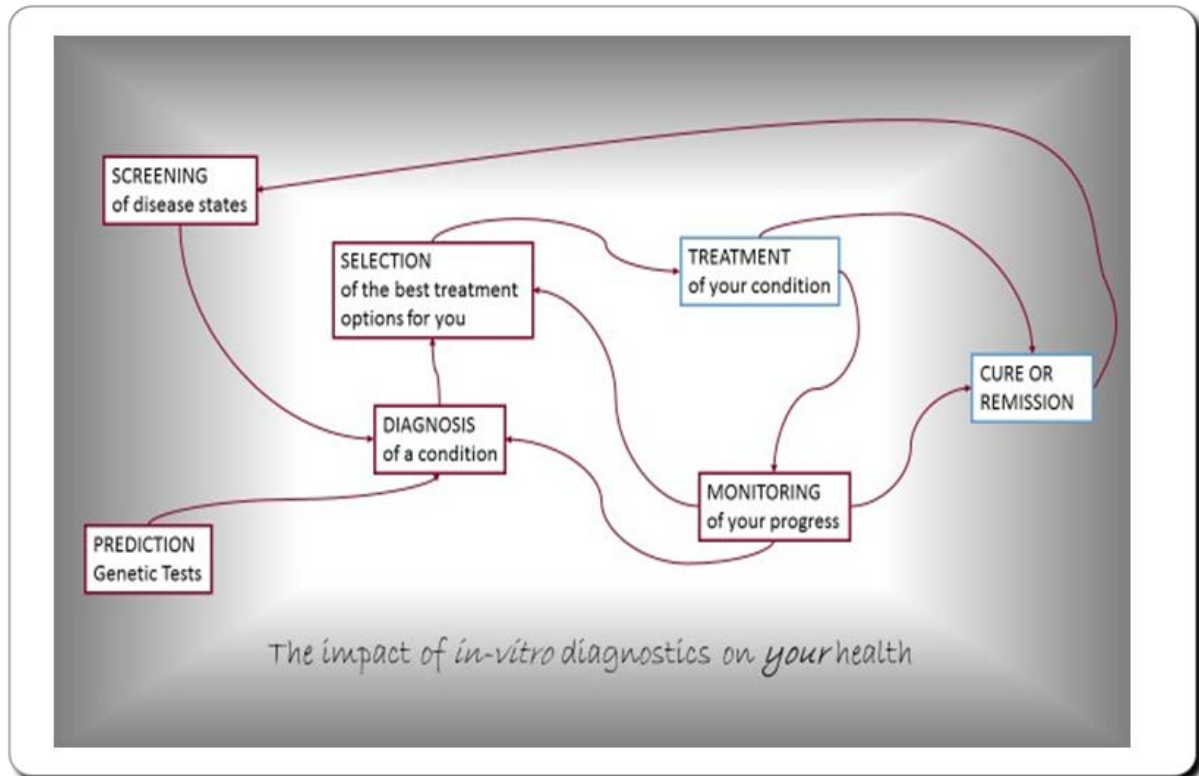 SCREENING
of disease states
SELECTION
of the best treatment
options for you
TREATMENT
of your condition
CURE OR
REMISSION
DIAGNOSIS
of a condition
MONITORING
of your progress
PREDICTION
Genetic Tests
The impact of in-vitro diagnostics on your health